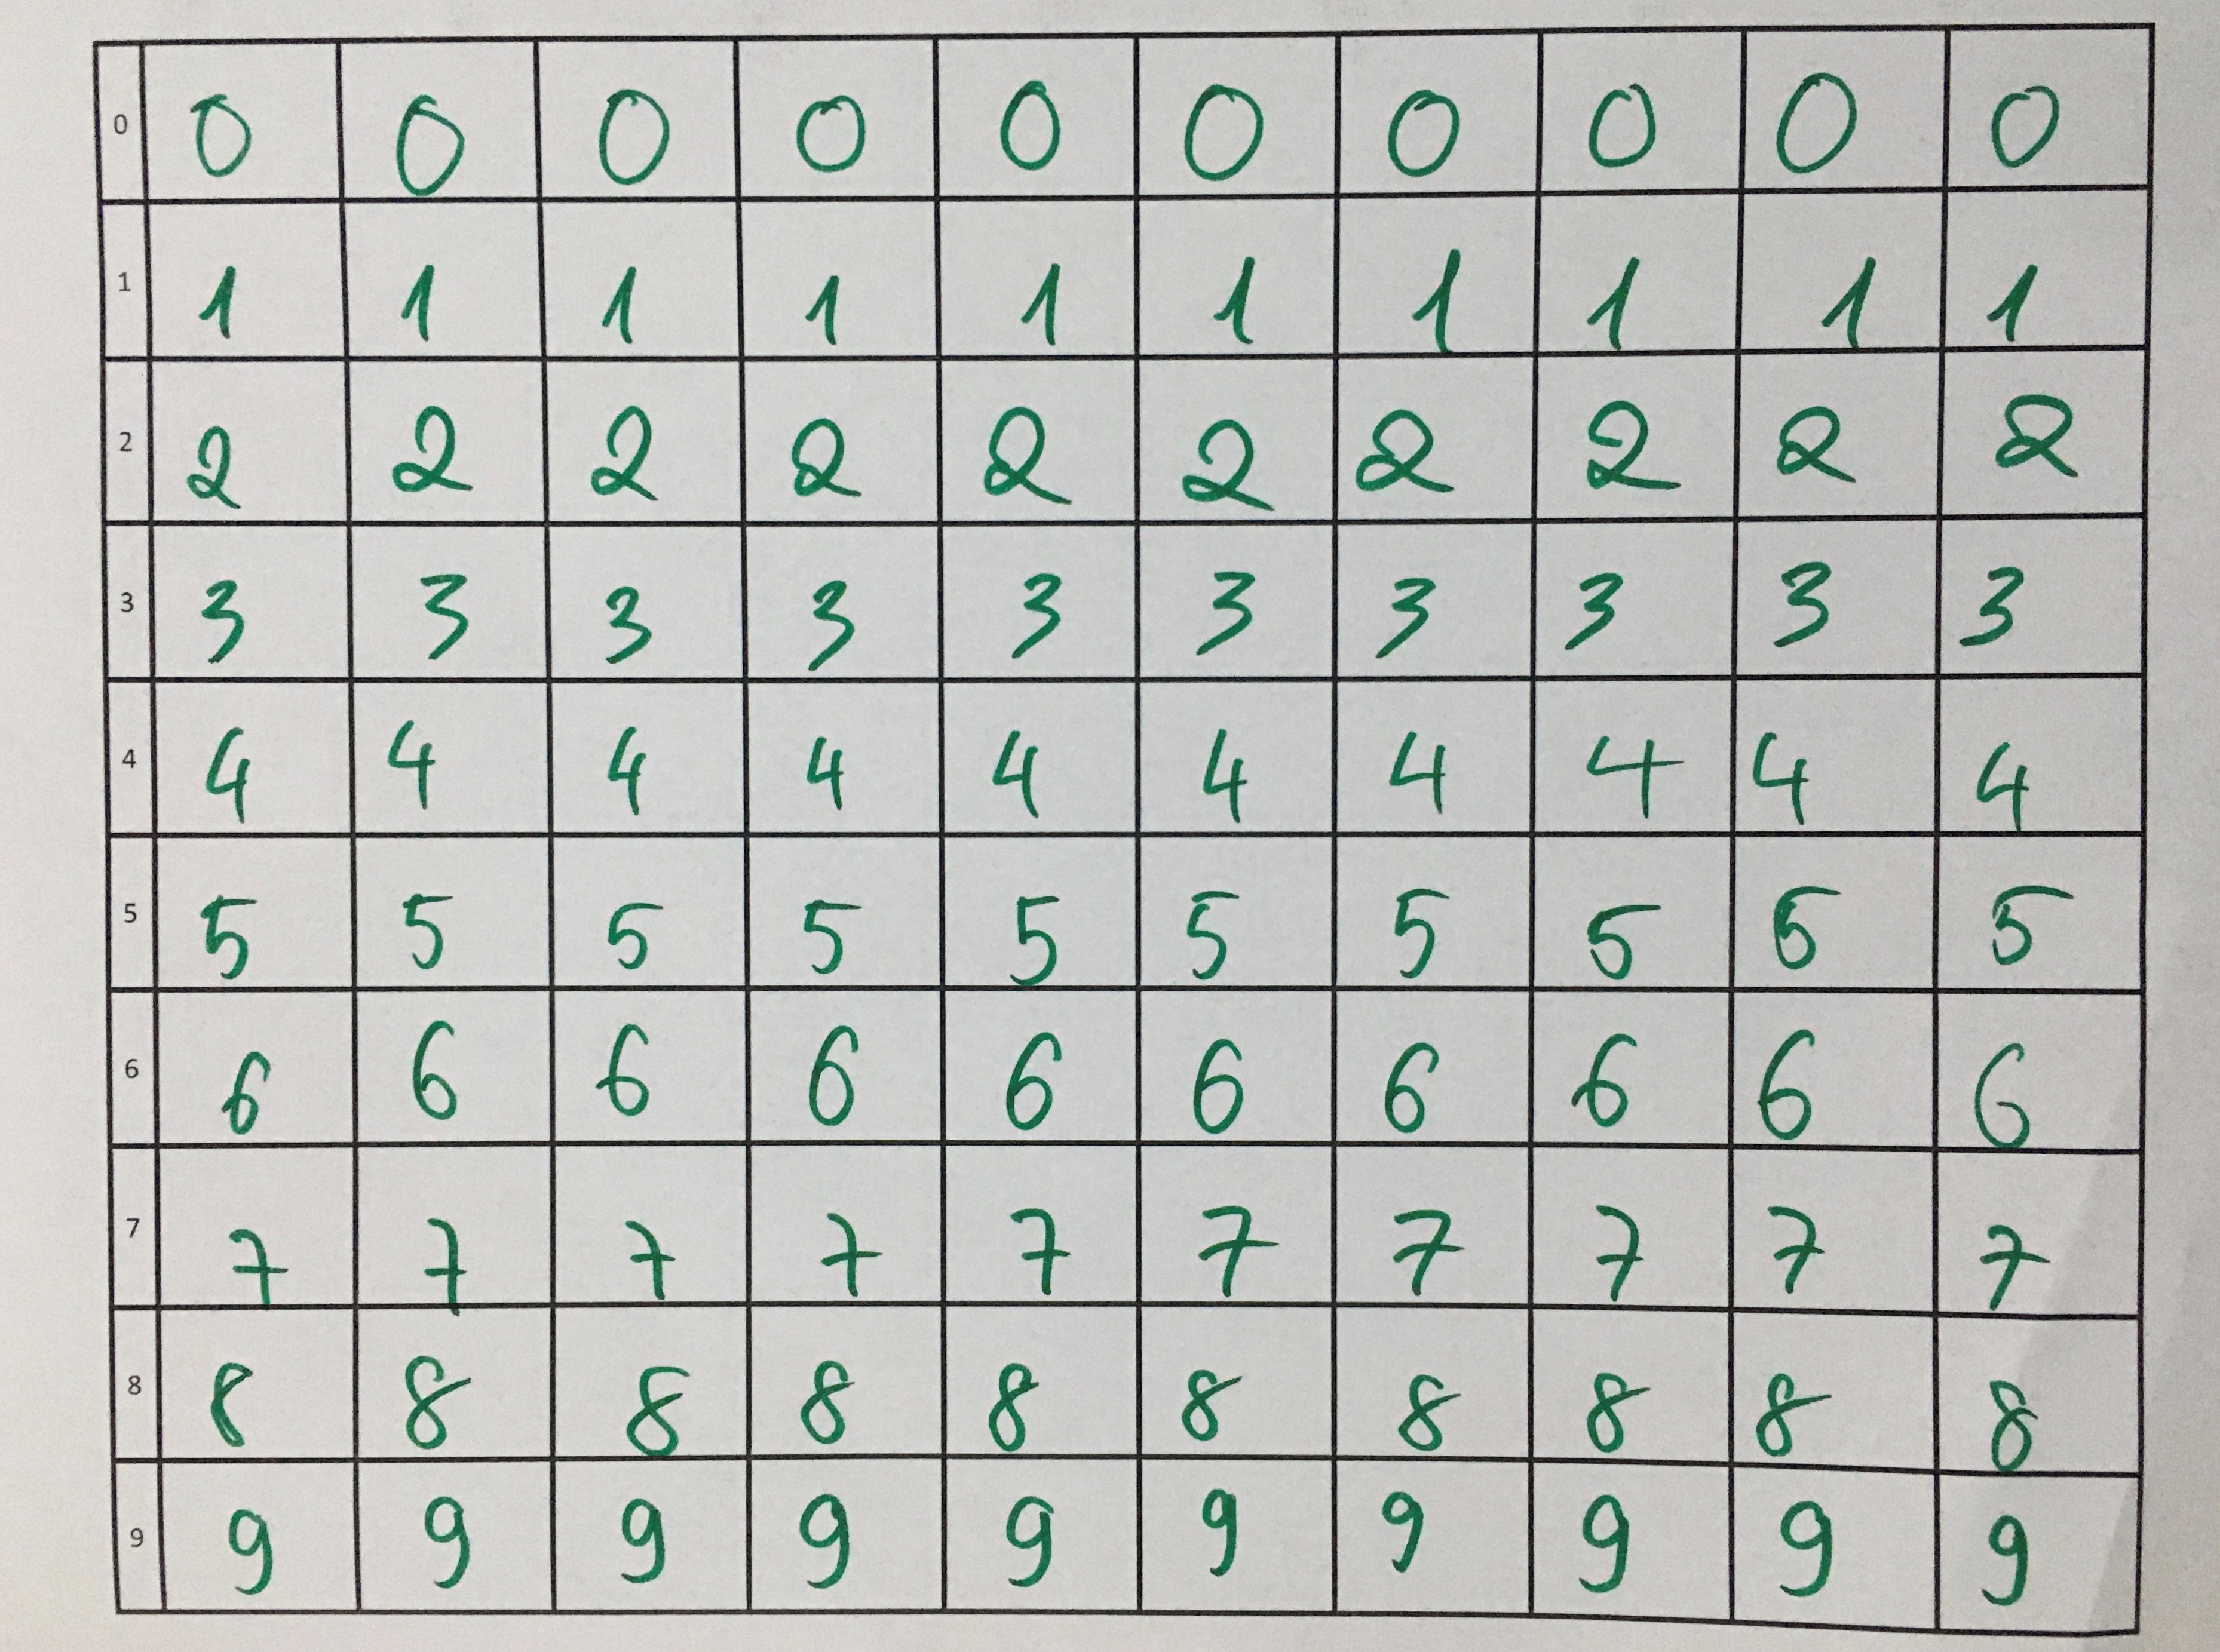 0 0 0 0 0 0 0 0 0 0 0
1 1 1 1 1 1 1 1 1 1 1
2 2 2 2 2 2 2 2 2 2 2
3 3 3 3 3 3 3 3 3 3 3
4 4 4 4 4 4 4 4 4 4 4
5 5 5 5 5 5 5 5 5 5 5
6 6 6 6 6 6 6 6 6 6 6
7 7 7 7 7 7 7 7 7 7 7
8 8 8 8 8 8 8 8 8 8 8
9 9 9 9 9 9 9 9 9 9 9